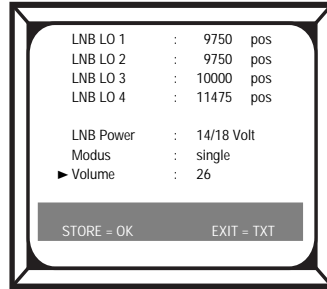 LNB LO 1 : 9750 pos
LNB LO 2 : 9750 pos
LNB LO 3 : 10000 pos
LNB LO 4 : 11475 pos
LNB Power : 14/18 Volt
Modus : single
► Volume : 26
STORE = OK EXIT = TXT